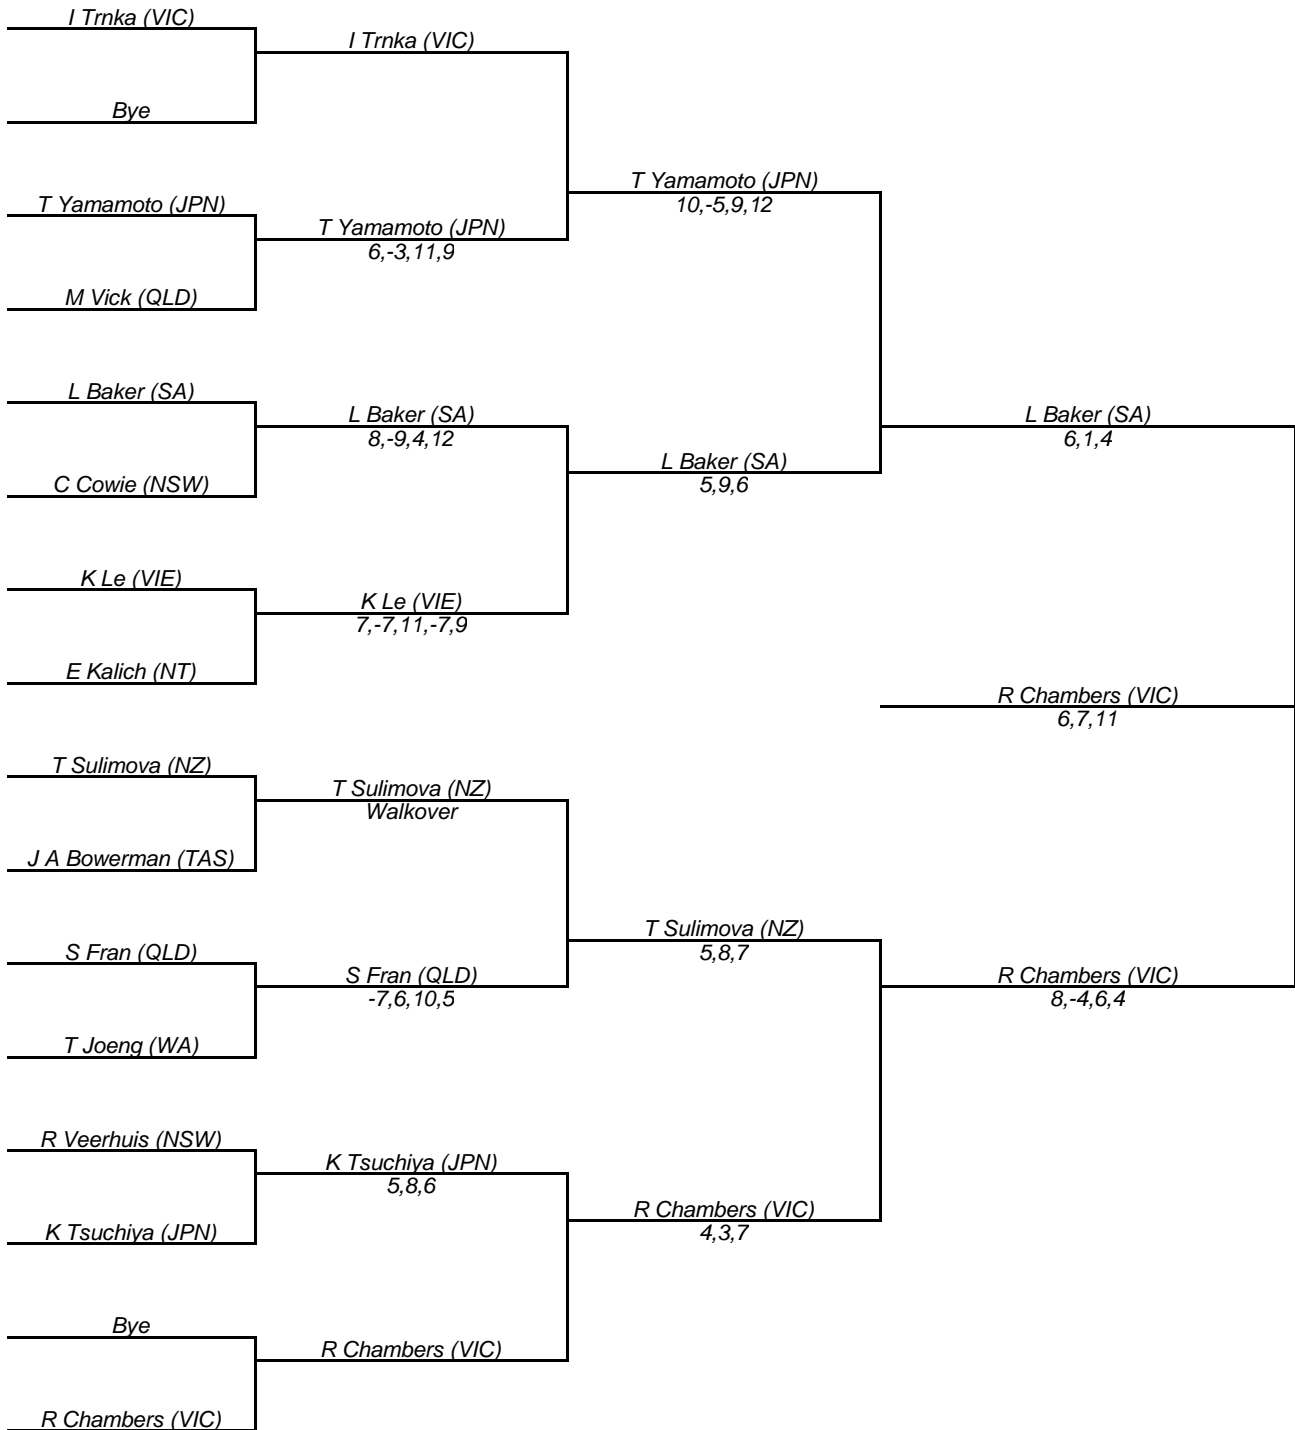 I Trnka (VIC)
I Trnka (VIC)
Bye
T Yamamoto (JPN)
10,-5,9,12
T Yamamoto (JPN)
T Yamamoto (JPN)
6,-3,11,9
M Vick (QLD)
L Baker (SA)
L Baker (SA)
8,-9,4,12
L Baker (SA)
6,1,4
L Baker (SA)
5,9,6
C Cowie (NSW)
K Le (VIE)
K Le (VIE)
7,-7,11,-7,9
E Kalich (NT)
R Chambers (VIC)
6,7,11
T Sulimova (NZ)
T Sulimova (NZ)
Walkover
J A Bowerman (TAS)
T Sulimova (NZ)
5,8,7
S Fran (QLD)
S Fran (QLD)
-7,6,10,5
R Chambers (VIC)
8,-4,6,4
T Joeng (WA)
R Veerhuis (NSW)
K Tsuchiya (JPN)
5,8,6
R Chambers (VIC)
4,3,7
K Tsuchiya (JPN)
Bye
R Chambers (VIC)
R Chambers (VIC)